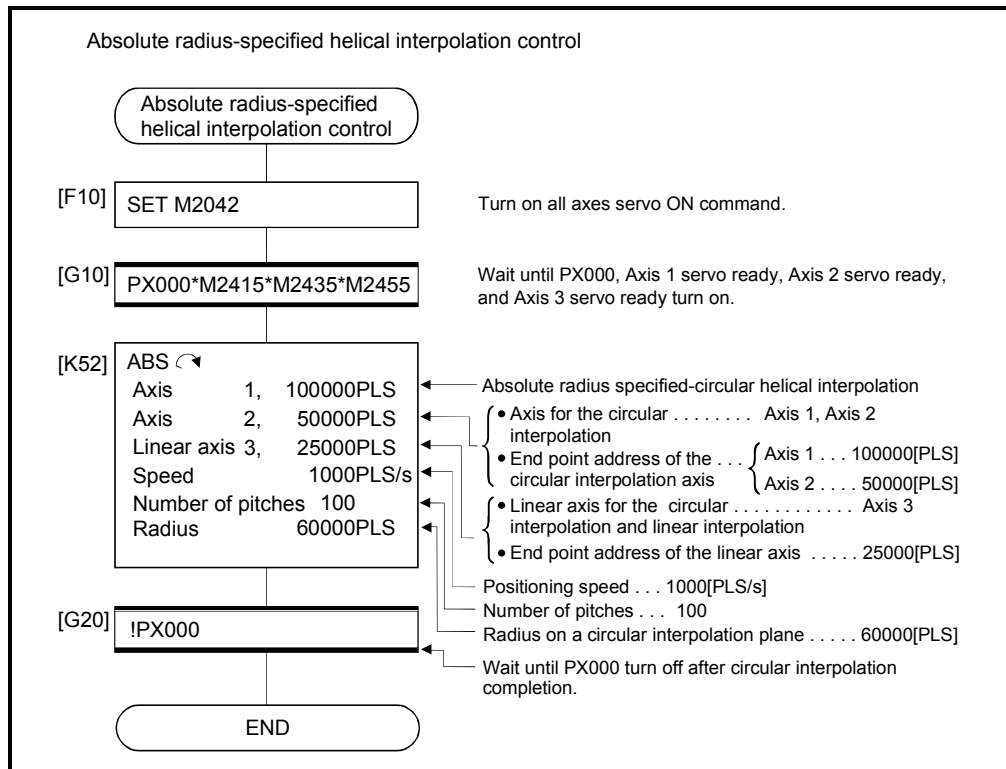 Absolute radius-specified helical interpolation control
Absolute radius-specified
helical interpolation control
[F10]
SET M2042
Turn on all axes servo ON command.
[G10]
PX000*M2415*M2435*M2455
Wait until PX000, Axis 1 servo ready, Axis 2 servo ready,
and Axis 3 servo ready turn on.
[K52]
ABS
Axis 1, 100000PLS
Axis 2, 50000PLS
Linear axis 3, 25000PLS
Speed 1000PLS/s
Number of pitches 100
Radius 60000PLS
Absolute radius specified-circular helical interpolation
• Axis for the circular . . . . . . . . Axis 1, Axis 2
interpolation
• End point address of the . . . Axis 1 . . . 100000[PLS]
circular interpolation axis Axis 2 . . . . 50000[PLS]
• Linear axis for the circular . . . . . . . . . . . . Axis 3
interpolation and linear interpolation
• End point address of the linear axis . . . . . 25000[PLS]
Positioning speed . . . 1000[PLS/s]
Number of pitches . . . 100
Radius on a circular interpolation plane . . . . . 60000[PLS]
[G20]
!PX000
Wait until PX000 turn off after circular interpolation
completion.
END